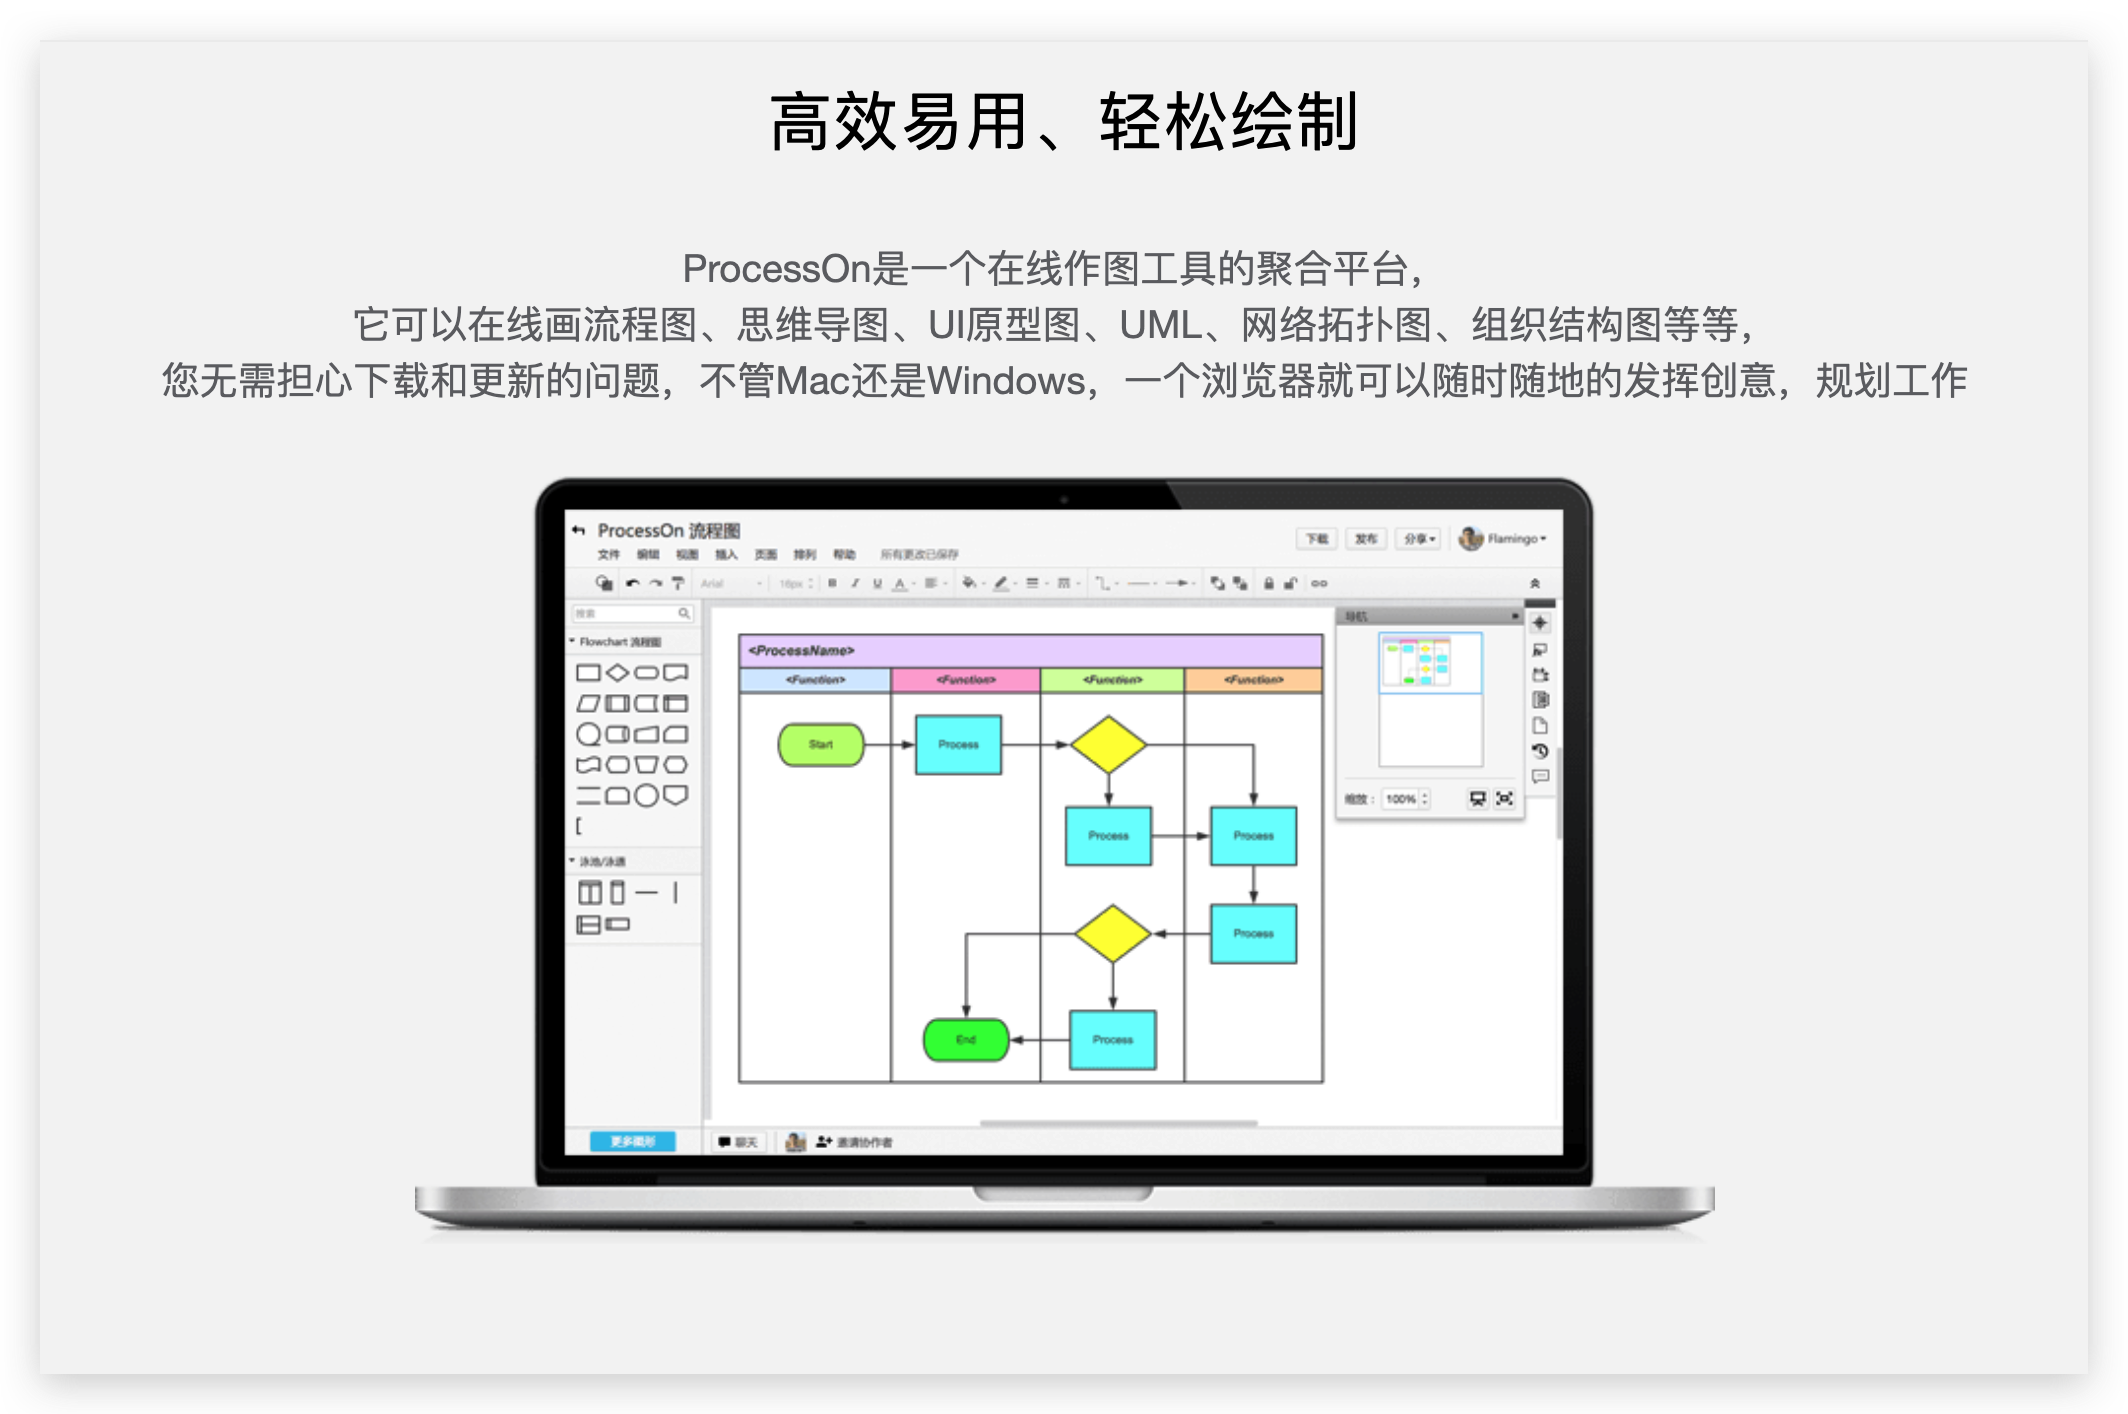 高效易用、轻松绘制
ProcessOn是一个在线作图工具的聚合平台，
它可以在线画流程图、思维导图、UI原型图、UML、网络拓扑图、组织结构图等等，
您无需担心下载和更新的问题，不管Mac还是Windows，一个浏览器就可以随时随地的发挥创意，规划工作
ProcessOn 流程图
文件 编辑 视图 插入 页面 排列 帮助 所有更改已保存
下载 发布 分享 Flamingo
Arial 16px B I U A
搜索
导航
Flowchart 流程图
<ProcessName>
<Function> <Function> <Function> <Function>
Start Process
Process Process
缩放： 100%
泳池/泳道
Process
End Process
更多图形 聊天 邀请协作者